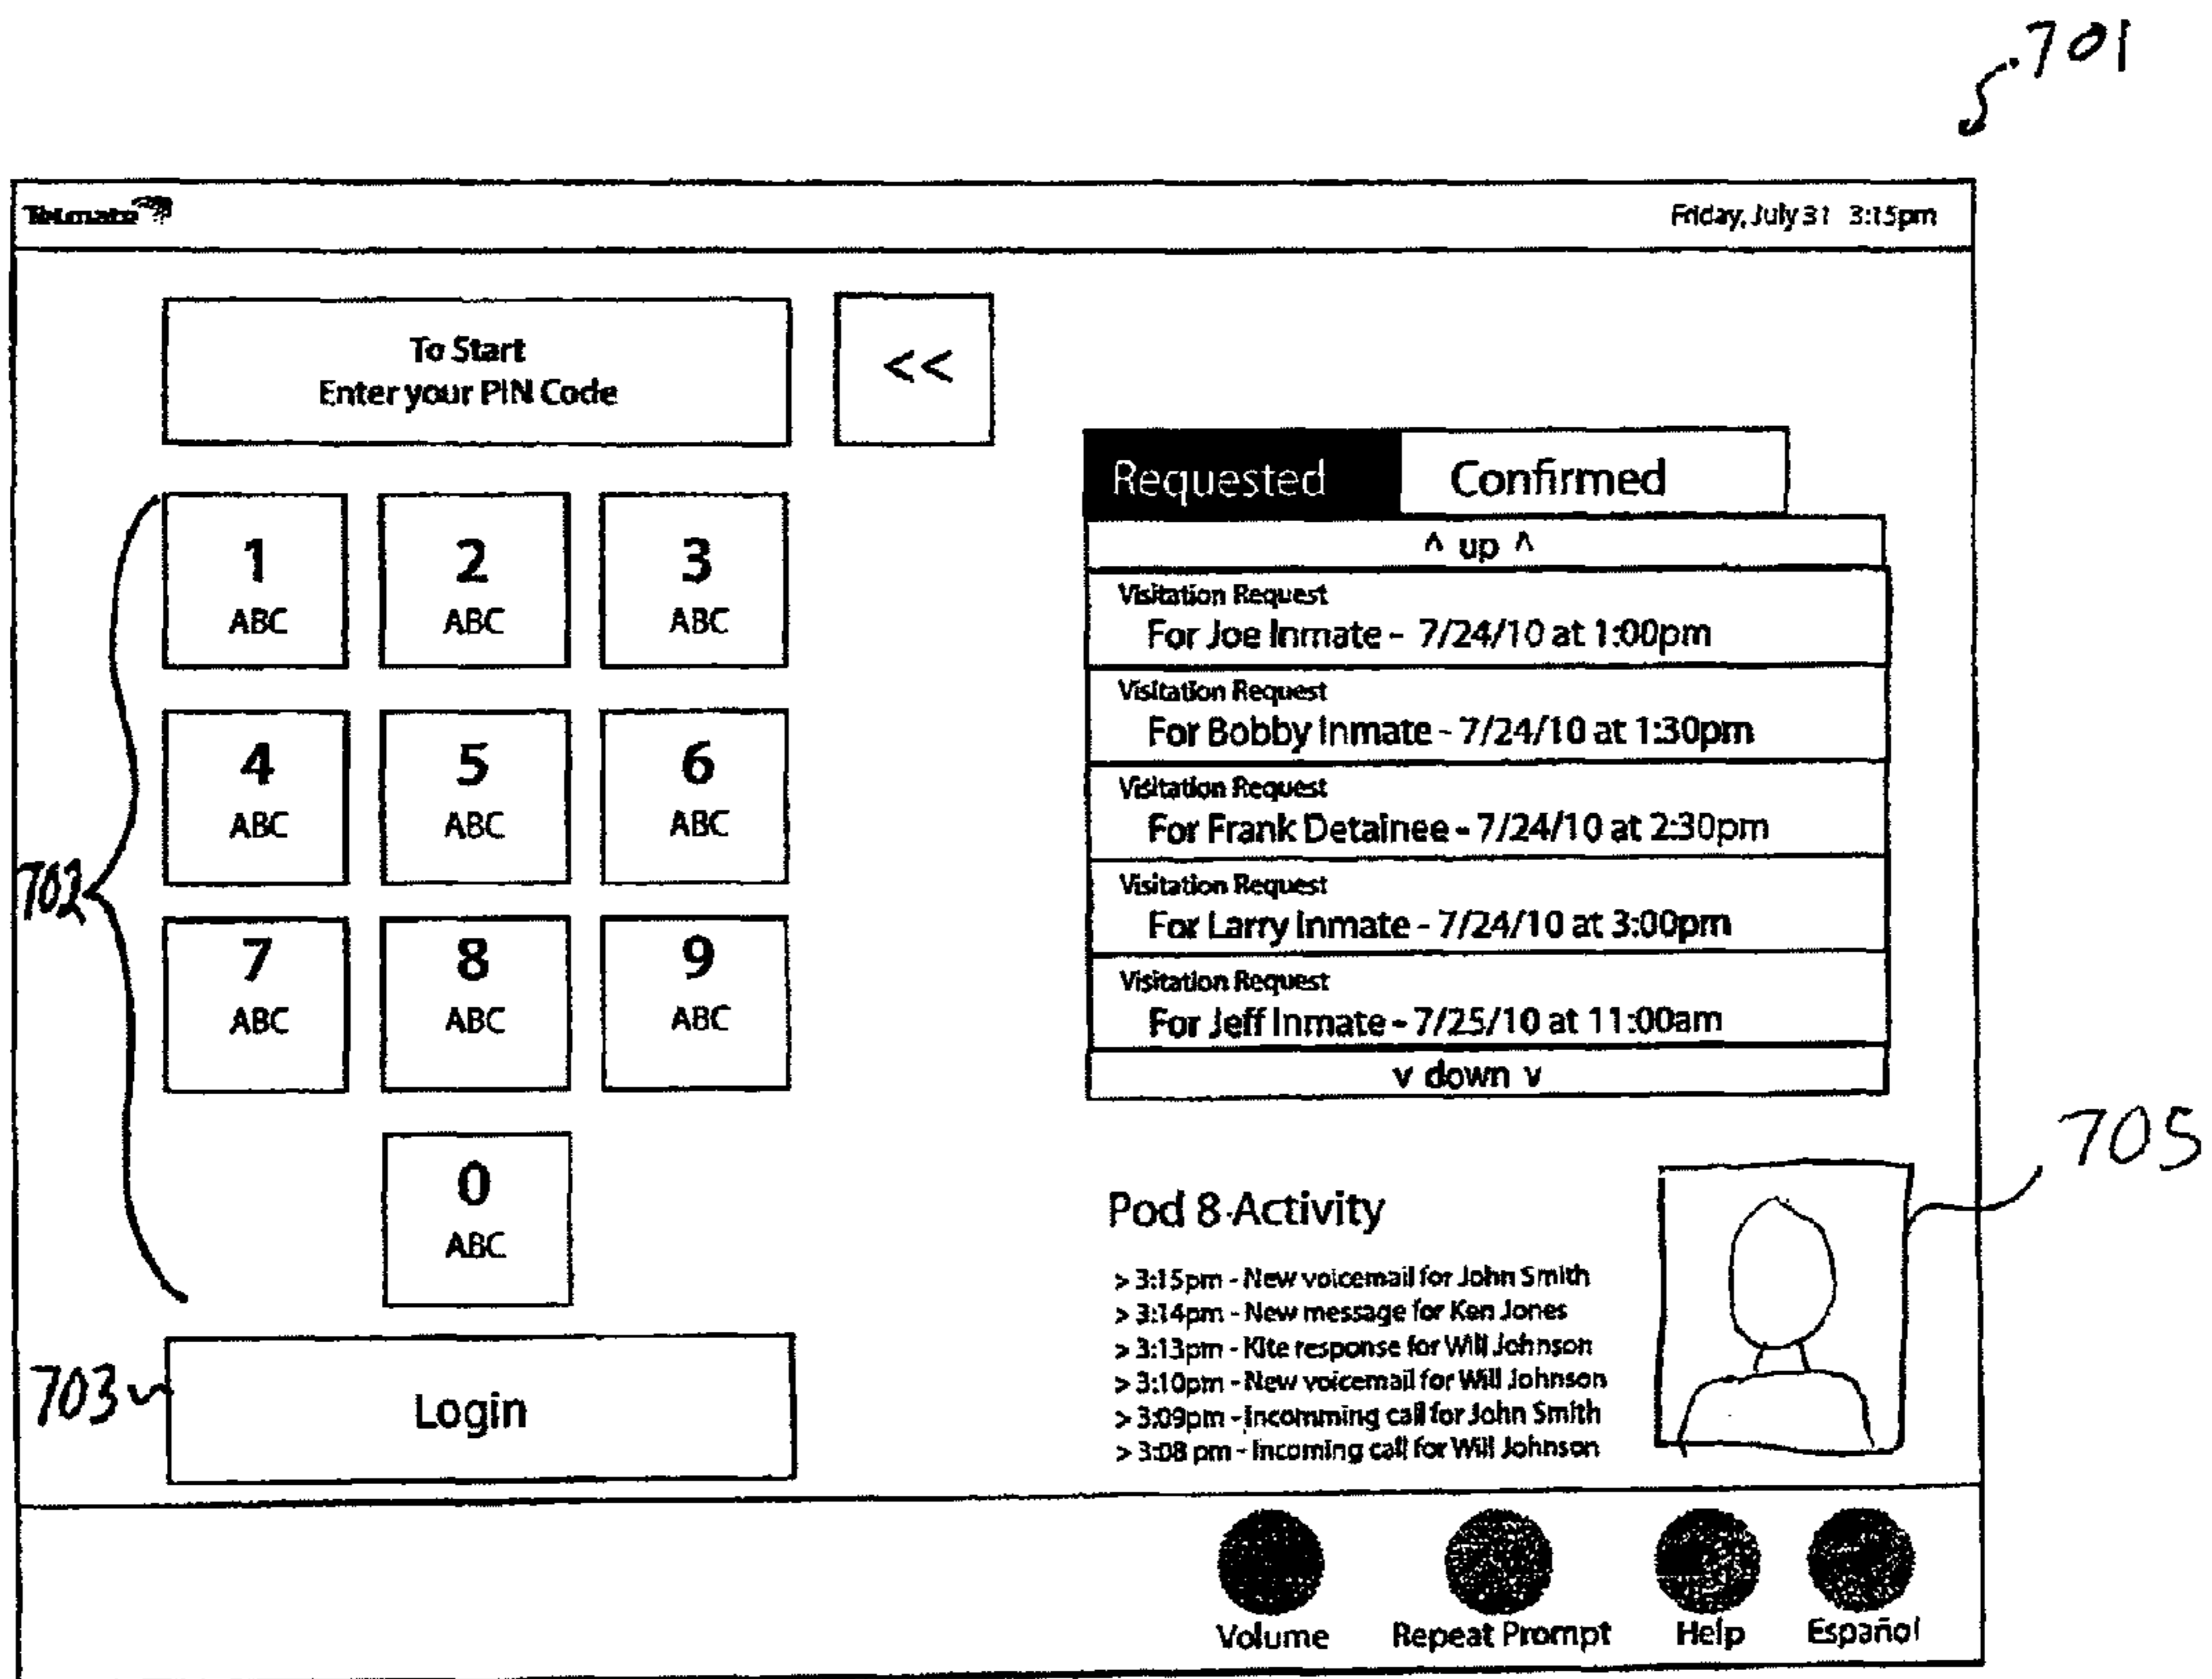 701
Telmate
Friday, July 31 3:15pm
To Start
Enter your PIN Code
<<
1
ABC
2
ABC
3
ABC
4
ABC
5
ABC
6
ABC
7
ABC
8
ABC
9
ABC
0
ABC
702
703
Login
Requested
Confirmed
^ up ^
Visitation Request
For Joe Inmate - 7/24/10 at 1:00pm
Visitation Request
For Bobby Inmate - 7/24/10 at 1:30pm
Visitation Request
For Frank Detainee - 7/24/10 at 2:30pm
Visitation Request
For Larry Inmate - 7/24/10 at 3:00pm
Visitation Request
For Jeff Inmate - 7/25/10 at 11:00am
v down v
705
Pod 8 Activity
> 3:15pm - New voicemail for John Smith
> 3:14pm - New message for Ken Jones
> 3:13pm - Kite response for Will Johnson
> 3:10pm - New voicemail for Will Johnson
> 3:09pm - Incomming call for John Smith
> 3:08 pm - Incoming call for Will Johnson
Volume
Repeat Prompt
Help
Español